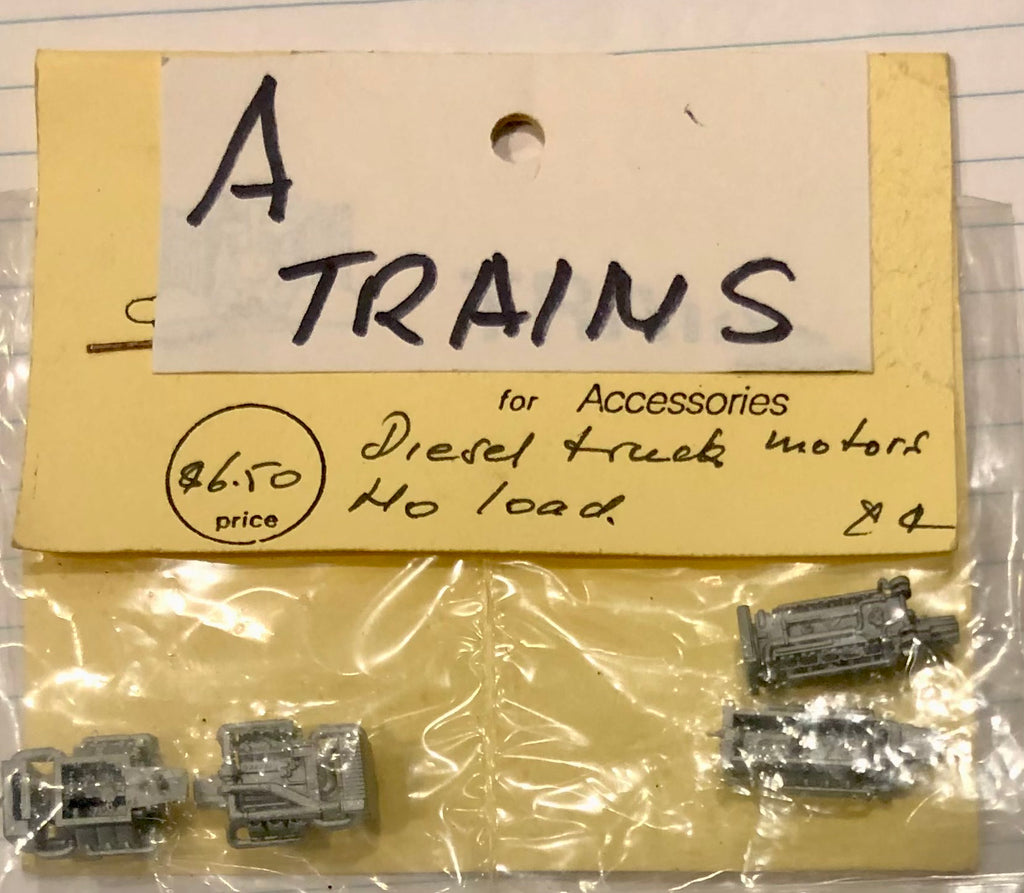 A
TRAINS
for Accessories
$6.50
price
Diesel truck motors
Ho load.